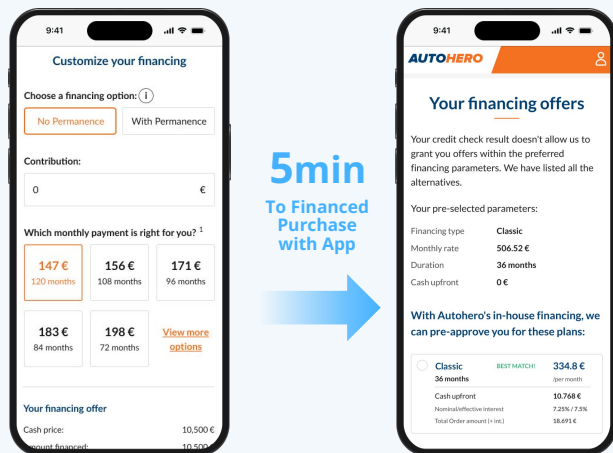 9:41
Customize your financing
Choose a financing option: i
No Permanence
With Permanence
Contribution:
0 €
Which monthly payment is right for you? 1
147 €
120 months
156 €
108 months
171 €
96 months
183 €
84 months
198 €
72 months
View more
options
Your financing offer
Cash price: 10,500 €
mount financed: 10,500
5min
To Financed
Purchase
with App
9:41
AUTOHERO
Your financing offers
Your credit check result doesn't allow us to
grant you offers within the preferred
financing parameters. We have listed all the
alternatives.
Your pre-selected parameters:
Financing type Classic
Monthly rate 506.52 €
Duration 36 months
Cash upfront 0 €
With Autohero's in-house financing, we
can pre-approve you for these plans:
Classic BEST MATCH! 334.8 €
36 months /per month
Cash upfront 10.768 €
Nominal/effective interest 7.25% / 7.5%
Total Order amount (+ int.) 18.691 €